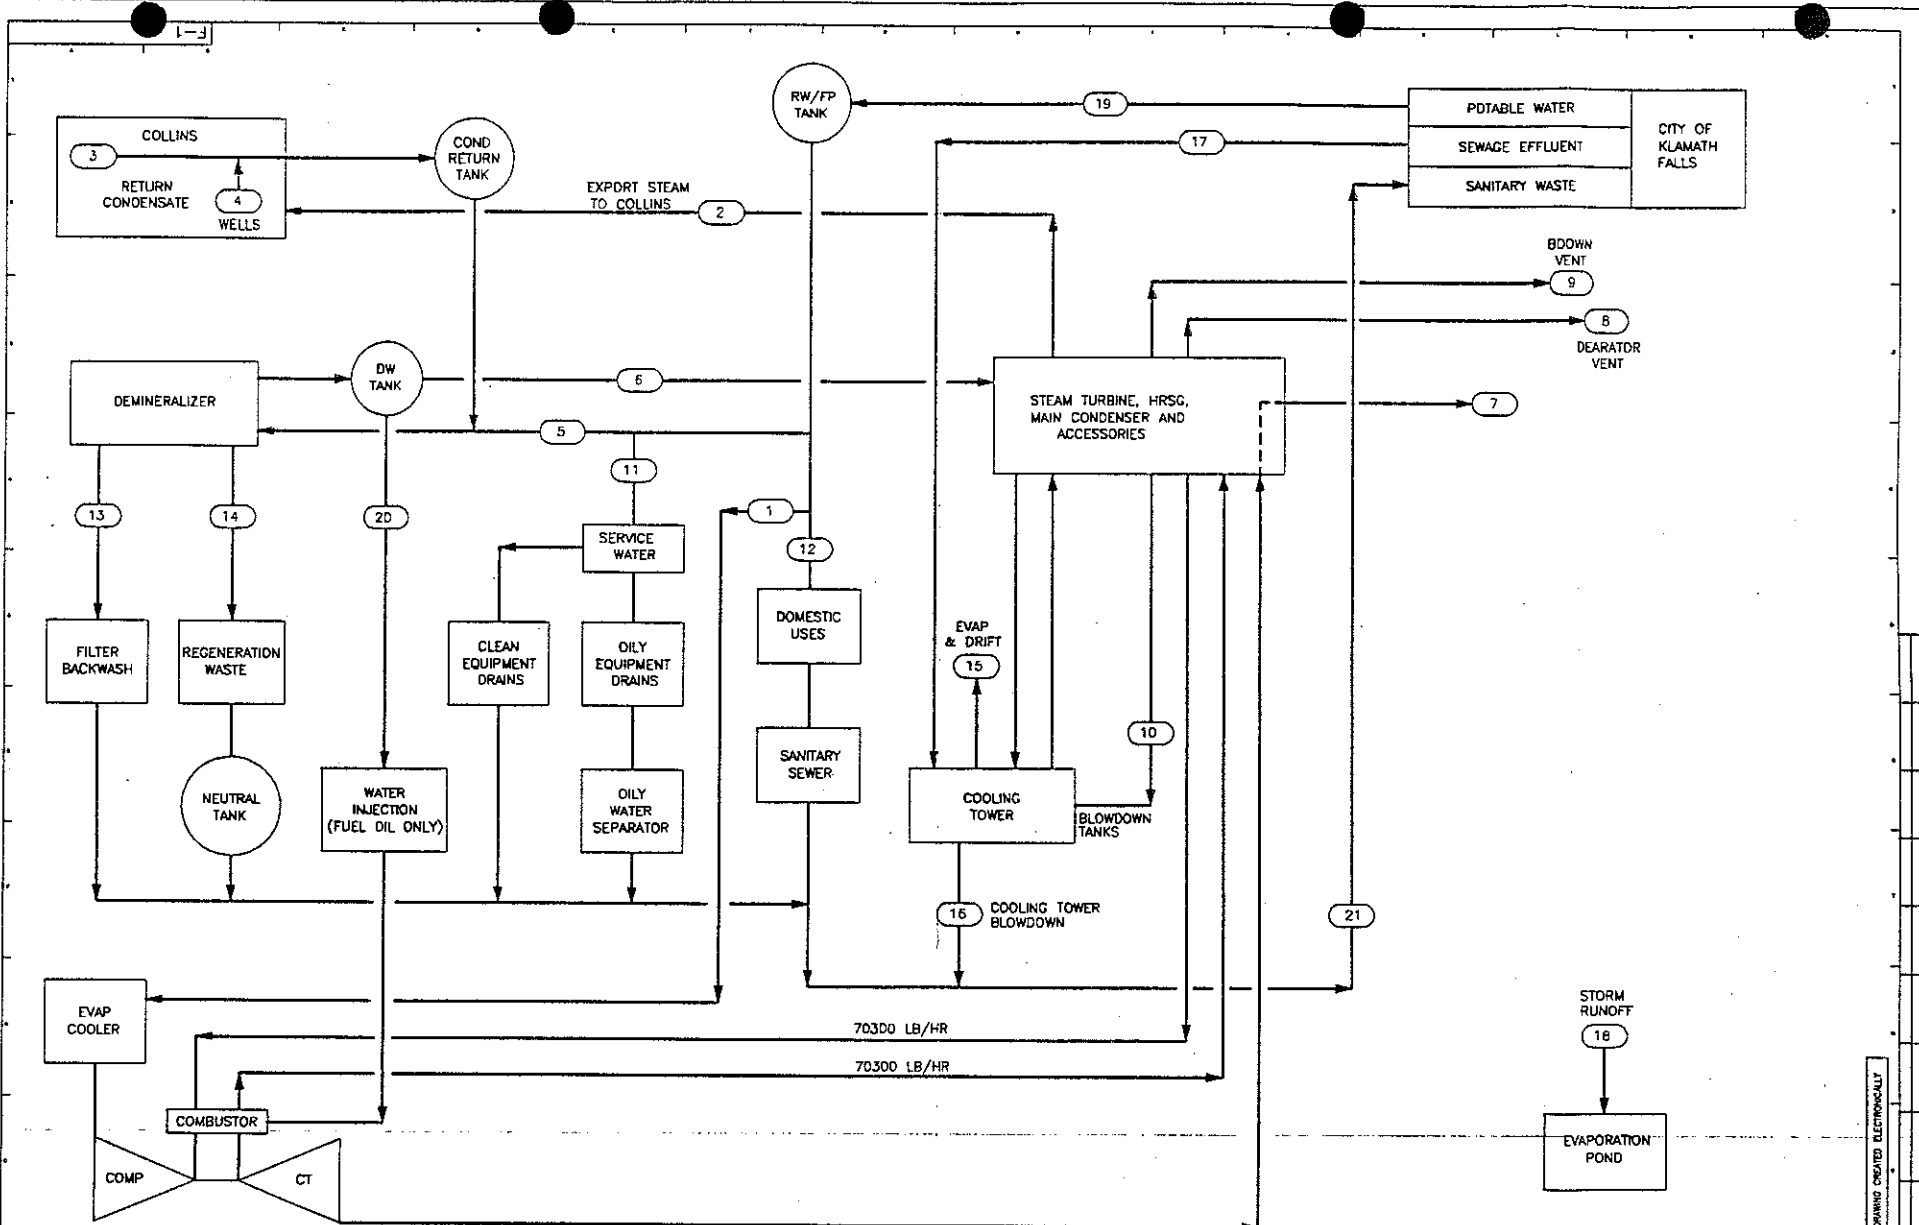 F-1
RW/FP
TANK
19
POTABLE WATER
SEWAGE EFFLUENT
SANITARY WASTE
CITY OF
KLAMATH
FALLS
17
COLLINS
3
RETURN
CONDENSATE
4
WELLS
COND
RETURN
TANK
EXPORT STEAM
TO COLLINS
2
BDOWN
VENT
9
8
DEARATOR
VENT
DEMINERALIZER
DW
TANK
6
STEAM TURBINE, HRSG,
MAIN CONDENSER AND
ACCESSORIES
7
5
11
13
14
20
1
SERVICE
WATER
12
FILTER
BACKWASH
REGENERATION
WASTE
CLEAN
EQUIPMENT
DRAINS
OILY
EQUIPMENT
DRAINS
DOMESTIC
USES
EVAP
& DRIFT
15
10
NEUTRAL
TANK
WATER
INJECTION
(FUEL OIL ONLY)
OILY
WATER
SEPARATOR
SANITARY
SEWER
COOLING
TOWER
BLOWDOWN
TANKS
16
COOLING TOWER
BLOWDOWN
21
EVAP
COOLER
70300 LB/HR
70300 LB/HR
STORM
RUNOFF
18
COMBUSTOR
COMP
CT
EVAPORATION
POND
DRAWING CREATED ELECTRONICALLY